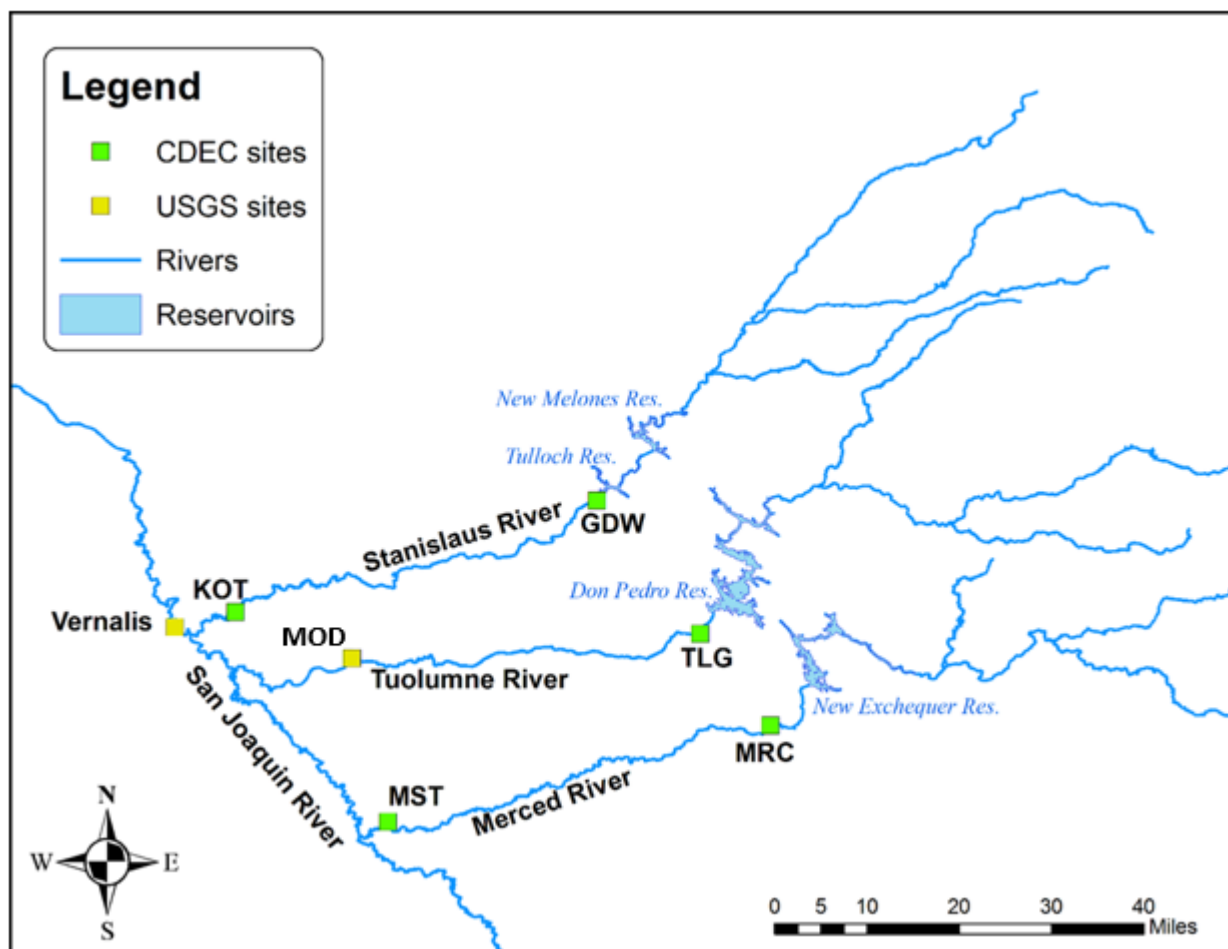 Legend
CDEC sites
USGS sites
Rivers
Reservoirs
New Melones Res.
Tulloch Res.
GDW
Stanislaus River
KOT
Vernalis
MOD
Don Pedro Res.
TLG
Tuolumne River
San Joaquin River
New Exchequer Res.
MRC
MST
Merced River
N
W E
S
0 5 10 20 30 40
Miles